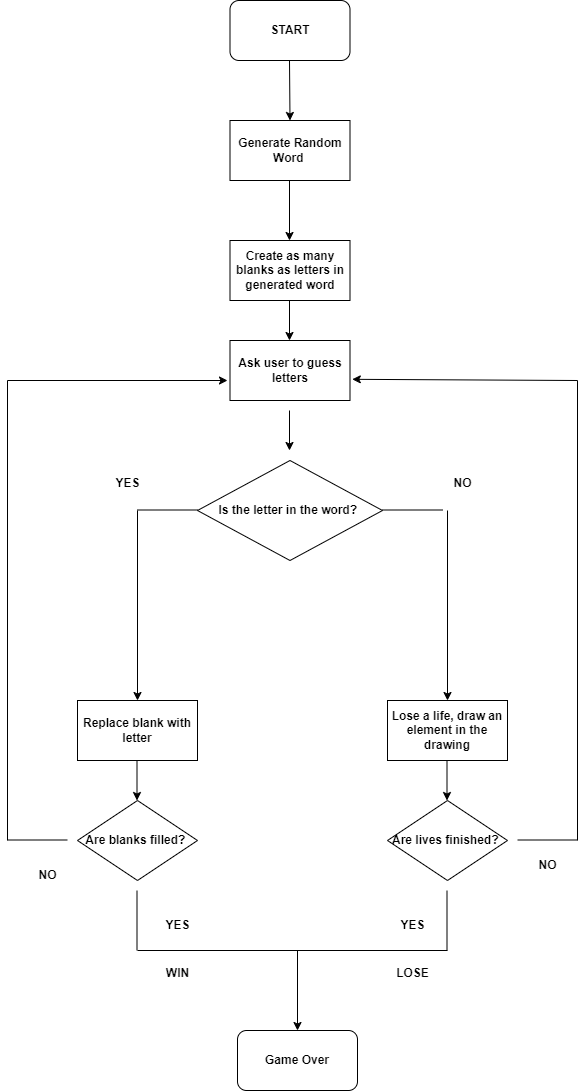 START
Generate Random
Word
Create as many
blanks as letters in
generated word
Ask user to guess
letters
YES
NO
Is the letter in the word?
Replace blank with
letter
Lose a life, draw an
element in the
drawing
Are blanks filled?
Are lives finished?
NO
NO
YES
YES
WIN
LOSE
Game Over